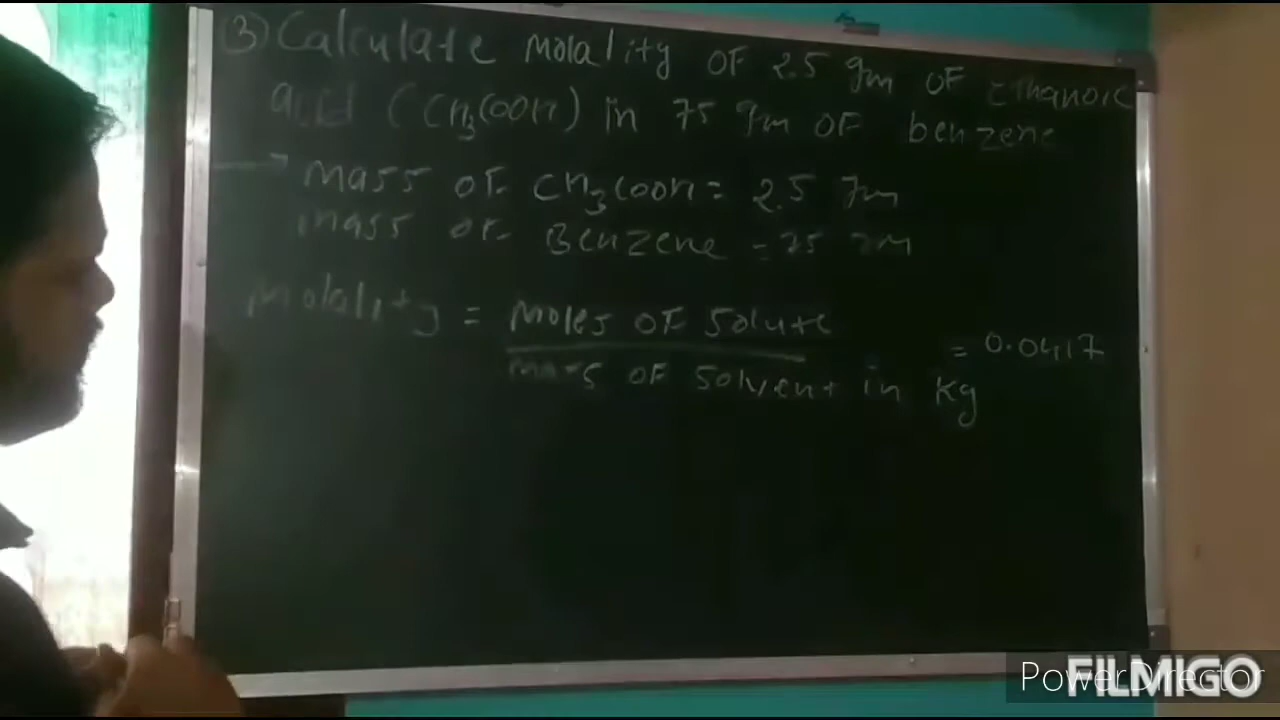 (3) Calculate molality OF 2.5 gm OF Ethanoic
acid (CH3COOH) in 75 gm OF benzene
→ mass OF CH3COOH = 2.5 gm
mass OF Benzene = 75 gm
Molality = Moles OF Solute
mass OF Solvent in Kg
= 0.0417
PowerDirector
FILMIGO